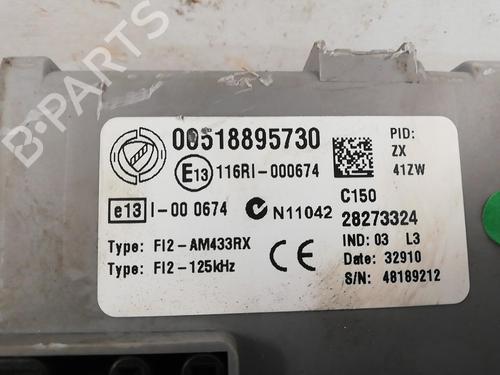 B-PARTS
00518895730
E13 116RI-000674
PID:
ZX
41ZW
e13 I-00 0674
N11042
C150
28273324
IND: 03 L3
Date: 32910
S/N: 48189212
Type: FI2-AM433RX
Type: FI2-125kHz
CE